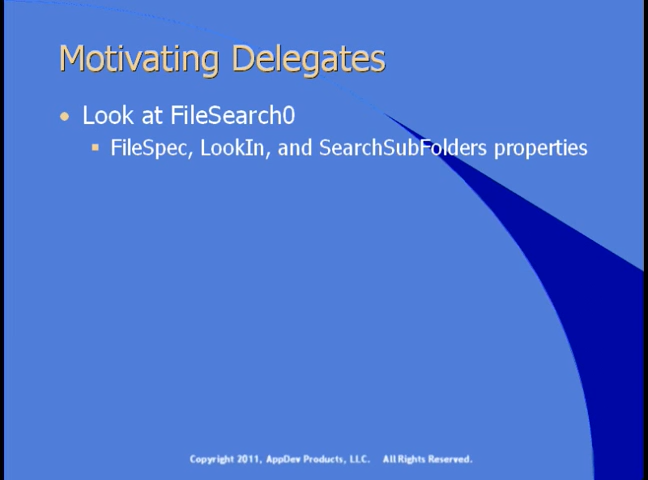 Motivating Delegates
• Look at FileSearch0
▪ FileSpec, LookIn, and SearchSubFolders properties
Copyright 2011, AppDev Products, LLC. All Rights Reserved.